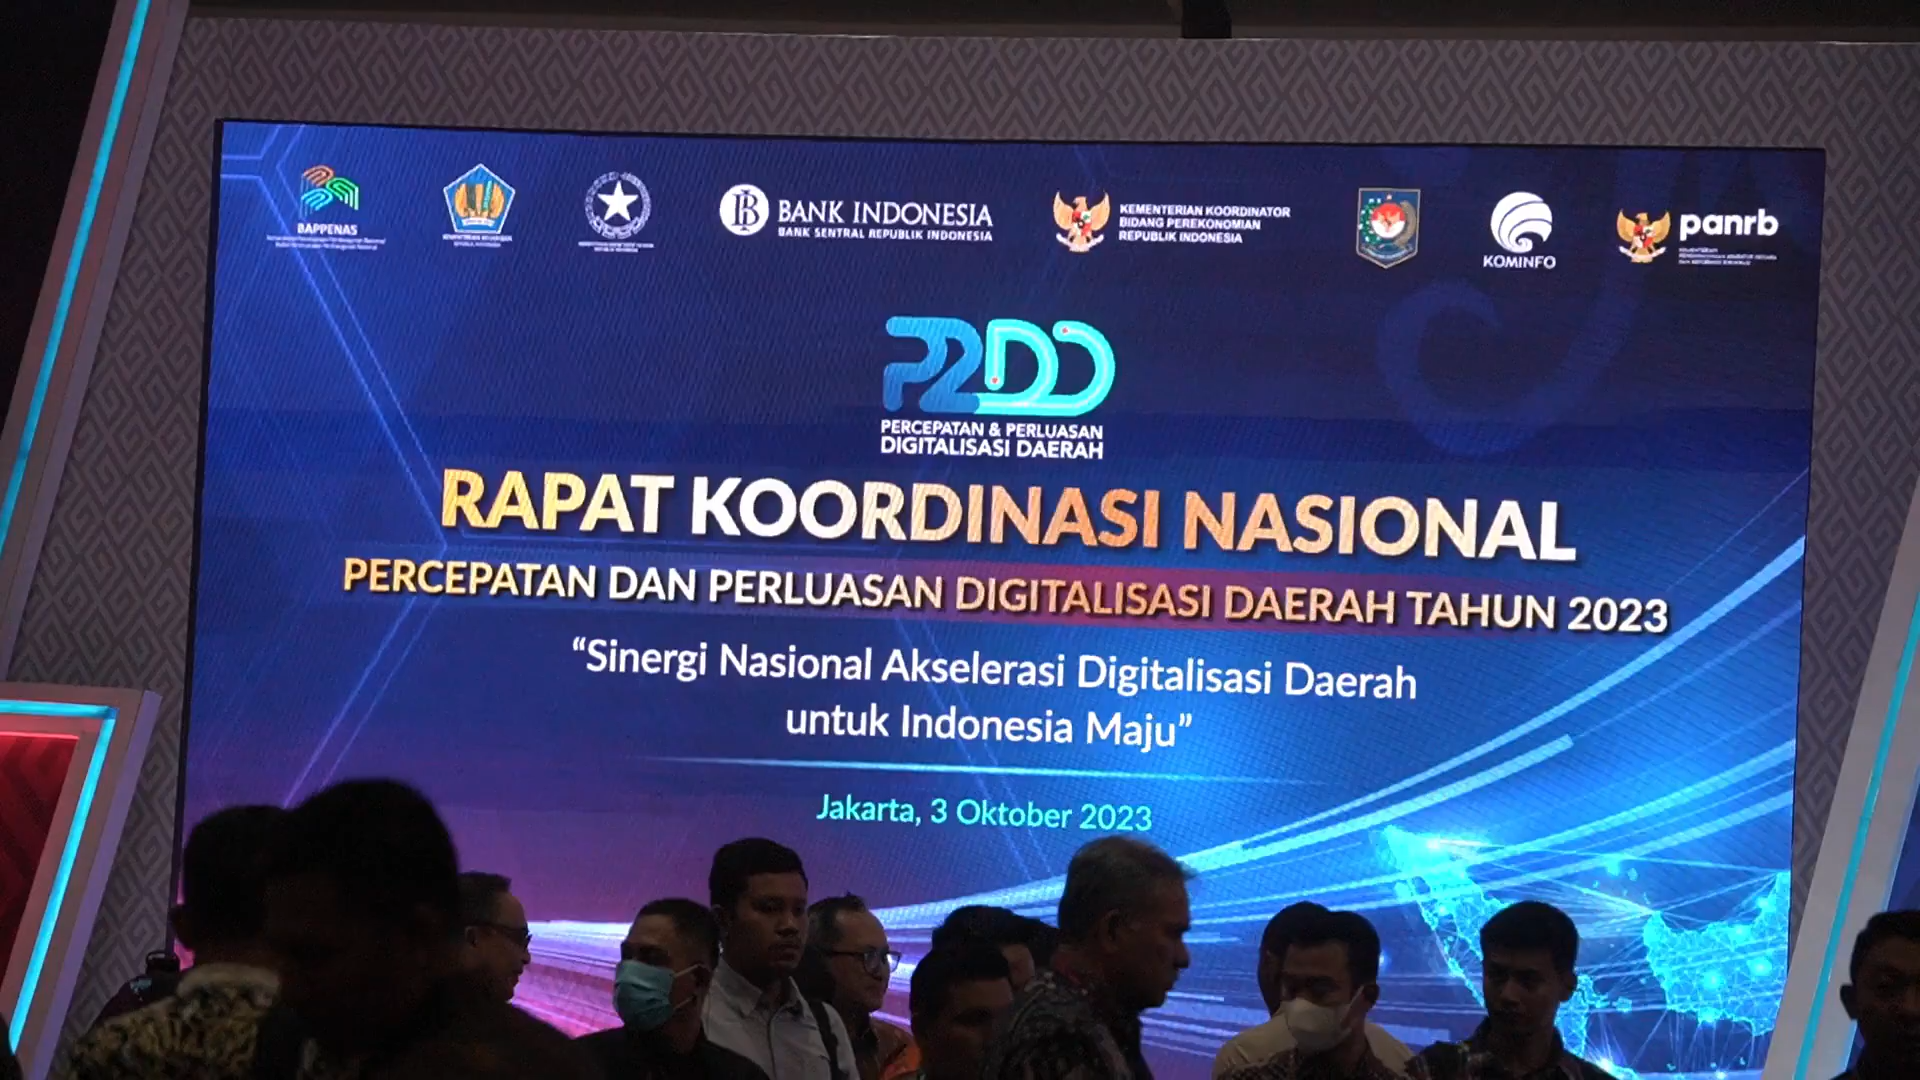 BAPPENAS
BANK INDONESIA
BANK SENTRAL REPUBLIK INDONESIA
KEMENTERIAN KOORDINATOR
BIDANG PEREKONOMIAN
REPUBLIK INDONESIA
KOMINFO
panrb
P2DD
PERCEPATAN & PERLUASAN
DIGITALISASI DAERAH
RAPAT KOORDINASI NASIONAL
PERCEPATAN DAN PERLUASAN DIGITALISASI DAERAH TAHUN 2023
“Sinergi Nasional Akselerasi Digitalisasi Daerah
untuk Indonesia Maju”
Jakarta, 3 Oktober 2023